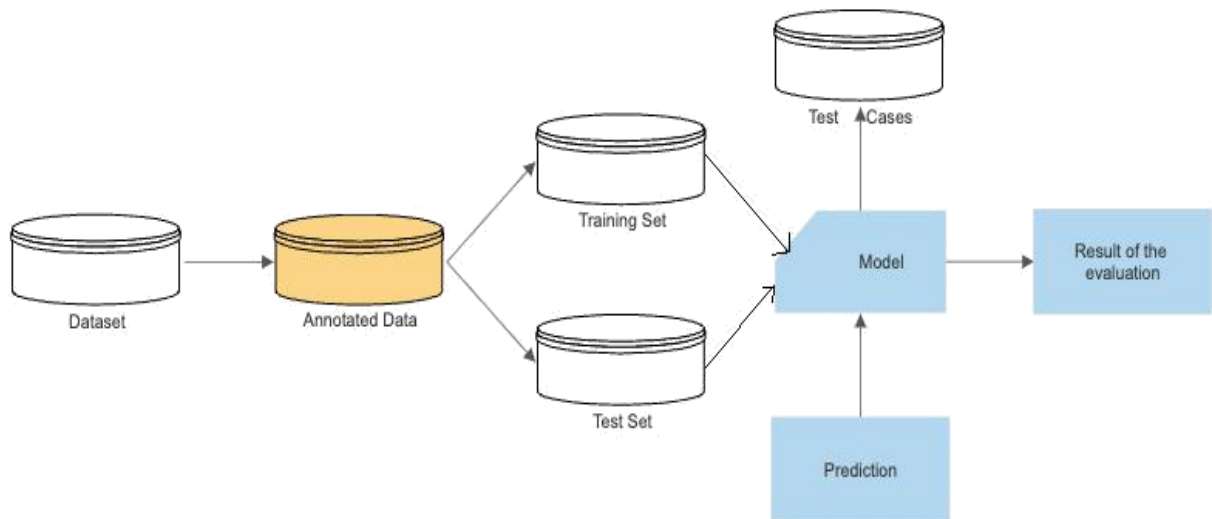 Test Cases
Training Set
Dataset
Annotated Data
Test Set
Model
Result of the
evaluation
Prediction